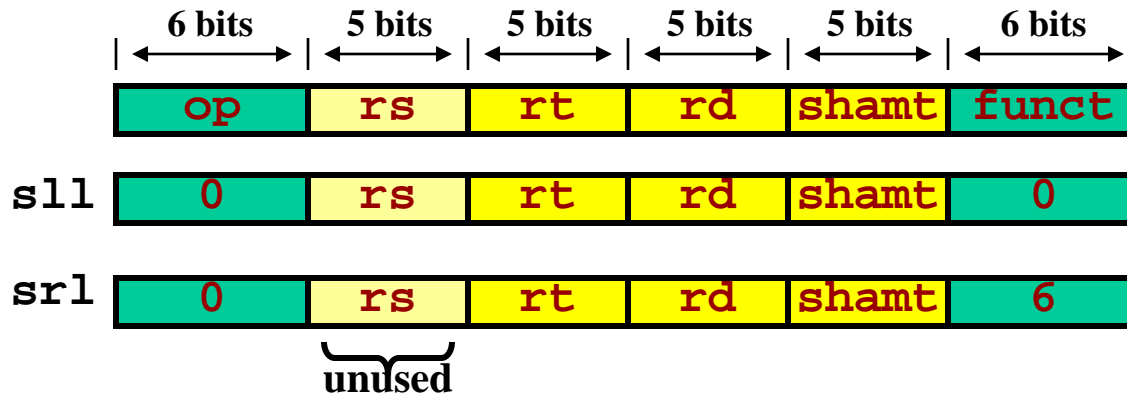 6 bits 5 bits 5 bits 5 bits 5 bits 6 bits
op rs rt rd shamt funct
sll 0 rs rt rd shamt 0
srl 0 rs rt rd shamt 6
unused